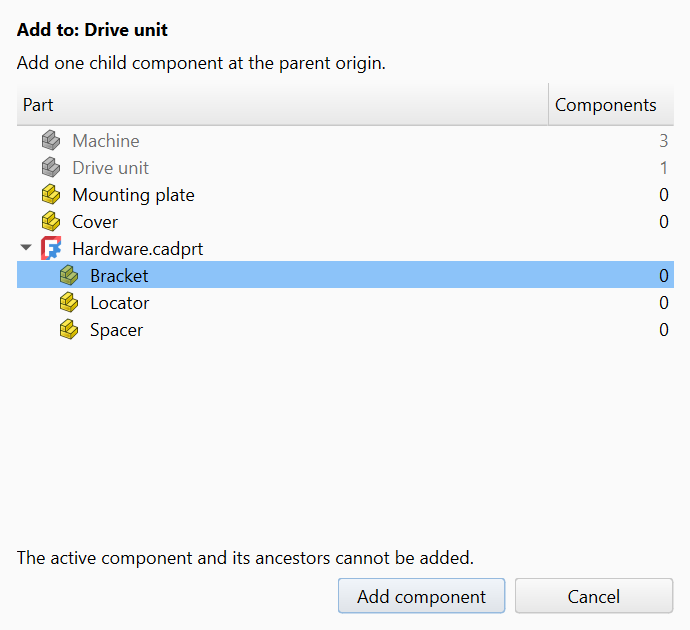 Add to: Drive unit
Add one child component at the parent origin.
Part Components
Machine 3
Drive unit 1
Mounting plate 0
Cover 0
Hardware.cadprt
Bracket 0
Locator 0
Spacer 0
The active component and its ancestors cannot be added.
Add component Cancel